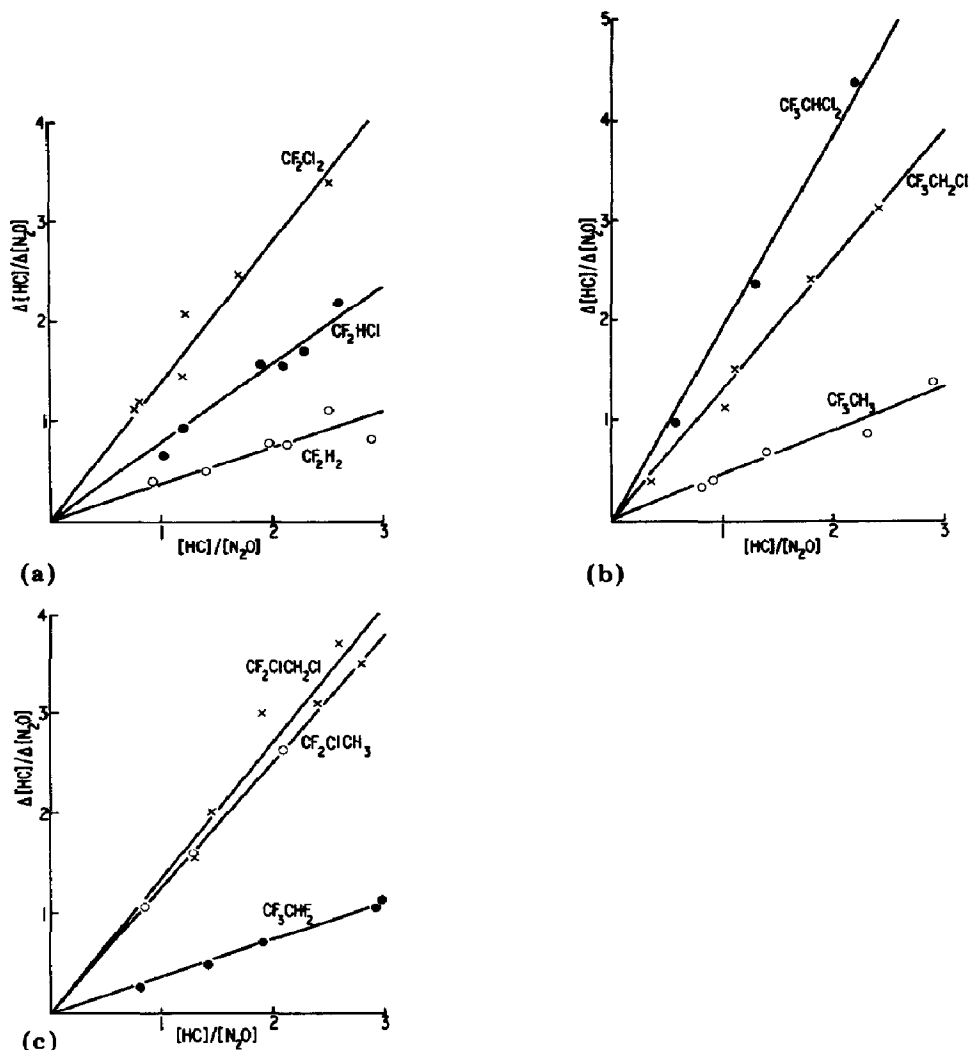 4
3
2
1
Δ[HC]/Δ[N₂O]
CF₂Cl₂
CF₂HCl
CF₂H₂
1 2 3
[HC]/[N₂O]
(a)
5
4
3
2
1
Δ[HC]/Δ[N₂O]
CF₃CHCl₂
CF₃CH₂Cl
CF₃CH₃
1 2 3
[HC]/[N₂O]
(b)
4
3
2
1
Δ[HC]/Δ[N₂O]
CF₂ClCH₂Cl
CF₂ClCH₃
CF₃CHF₂
1 2 3
[HC]/[N₂O]
(c)